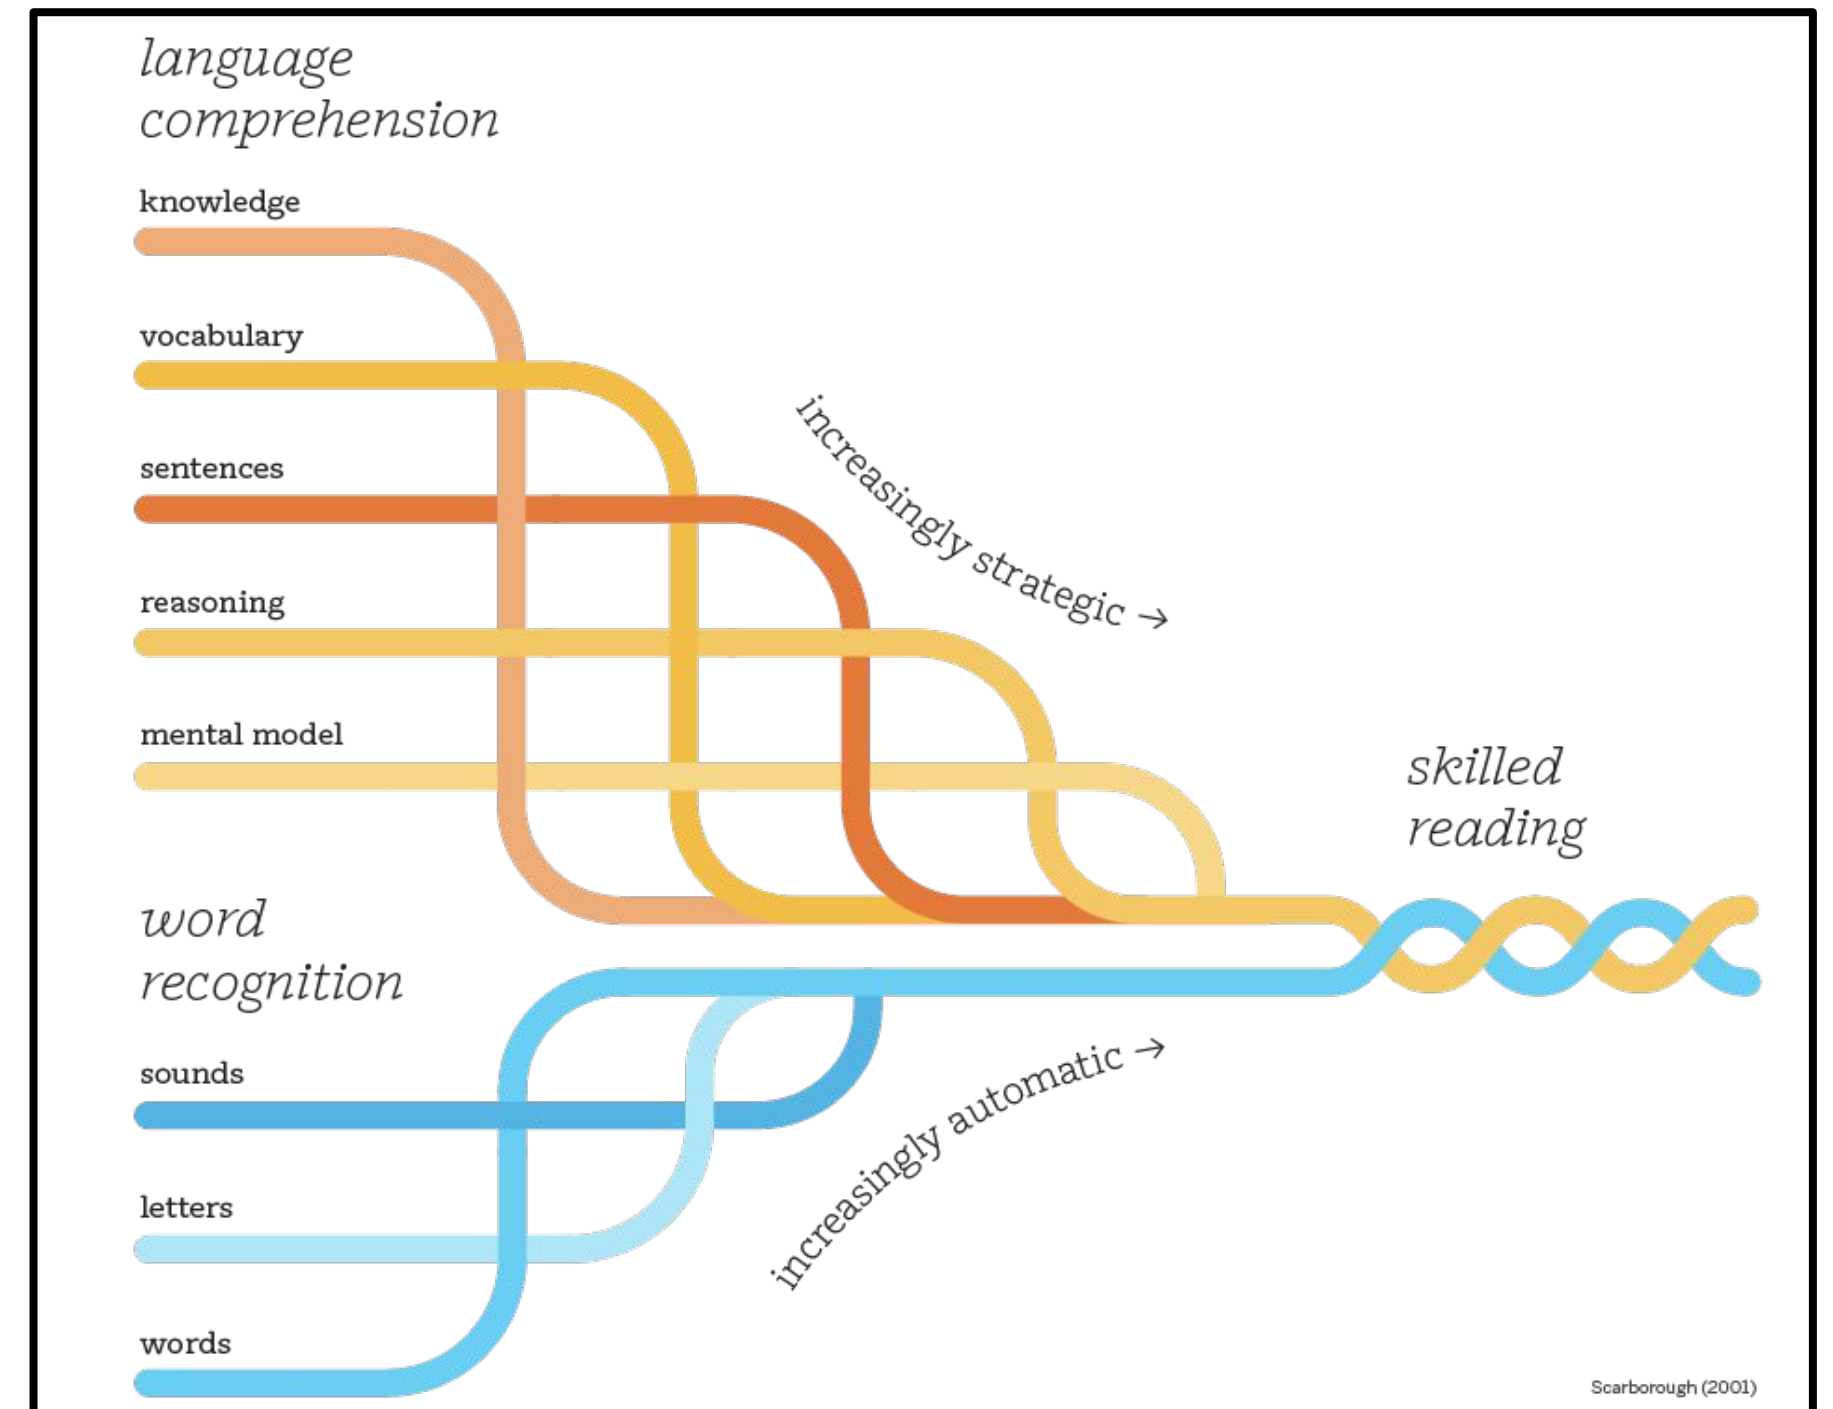 language
comprehension
knowledge
vocabulary
sentences
reasoning
mental model
increasingly strategic →
skilled
reading
word
recognition
sounds
letters
words
increasingly automatic →
Scarborough (2001)